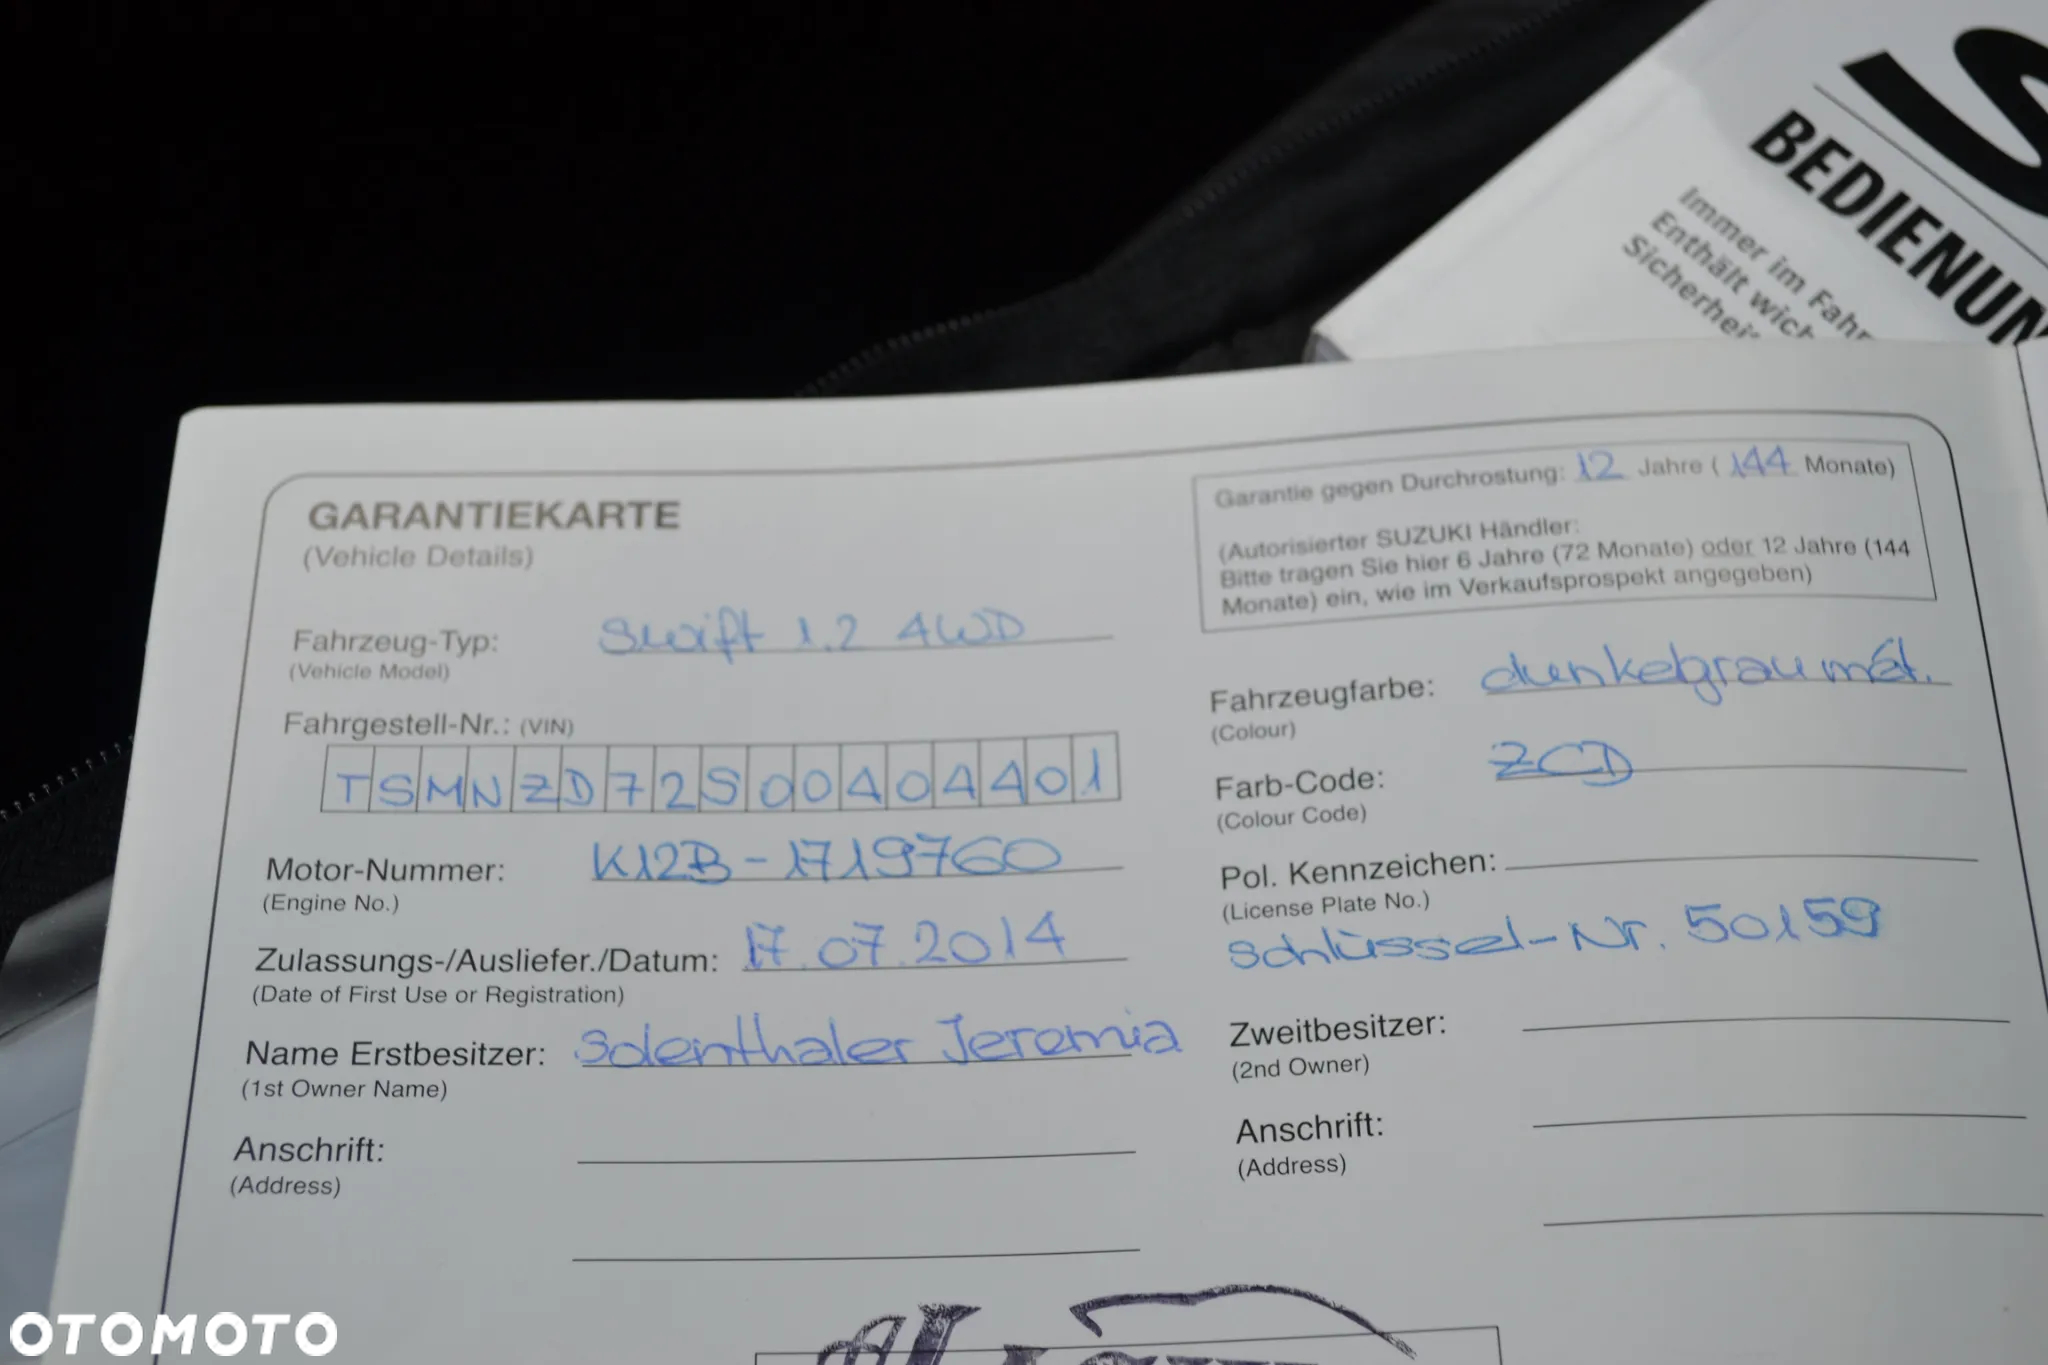 BEDIENUN
Immer im Fahr
Enthält wich
Sicherhei
GARANTIEKARTE
(Vehicle Details)
Garantie gegen Durchrostung: 12 Jahre (144 Monate)
(Autorisierter SUZUKI Händler:
Bitte tragen Sie hier 6 Jahre (72 Monate) oder 12 Jahre (144
Monate) ein, wie im Verkaufsprospekt angegeben)
Fahrzeug-Typ: Swift 1.2 4WD
(Vehicle Model)
Fahrgestell-Nr.: (VIN)
TSMNZD72S00404401
Motor-Nummer: K12B-1719760
(Engine No.)
Zulassungs-/Ausliefer./Datum: 17.07.2014
(Date of First Use or Registration)
Name Erstbesitzer: Solenthaler Jeremia
(1st Owner Name)
Anschrift:
(Address)
Fahrzeugfarbe: dunkelgrau mét.
(Colour)
Farb-Code: ZCD
(Colour Code)
Pol. Kennzeichen:
(License Plate No.)
Schlüssel-Nr. 50159
Zweitbesitzer:
(2nd Owner)
Anschrift:
(Address)
OTOMOTO